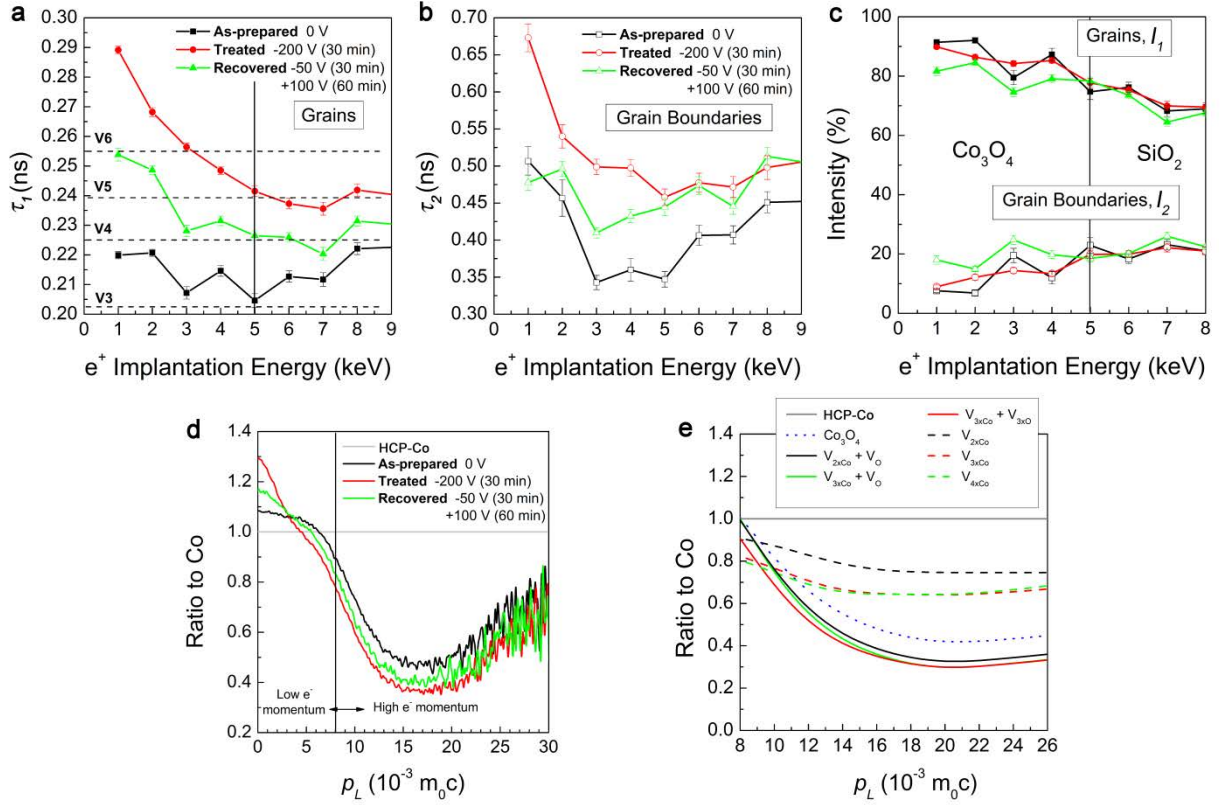 a
0.30
0.29
0.28
0.27
0.26
0.25
0.24
0.23
0.22
0.21
0.20
τ1 (ns)
As-prepared 0 V
Treated -200 V (30 min)
Recovered -50 V (30 min)
+100 V (60 min)
Grains
V6
V5
V4
V3
0 1 2 3 4 5 6 7 8 9
e+ Implantation Energy (keV)
b
0.70
0.65
0.60
0.55
0.50
0.45
0.40
0.35
0.30
τ2 (ns)
As-prepared 0 V
Treated -200 V (30 min)
Recovered -50 V (30 min)
+100 V (60 min)
Grain Boundaries
0 1 2 3 4 5 6 7 8 9
e+ Implantation Energy (keV)
c
100
80
60
40
20
0
Intensity (%)
Grains, I1
Co3O4
SiO2
Grain Boundaries, I2
0 1 2 3 4 5 6 7 8
e+ Implantation Energy (keV)
d
1.4
1.2
1.0
0.8
0.6
0.4
0.2
Ratio to Co
HCP-Co
As-prepared 0 V
Treated -200 V (30 min)
Recovered -50 V (30 min)
+100 V (60 min)
Low e-
momentum
High e- momentum
0 5 10 15 20 25 30
pL (10-3 m0c)
e
HCP-Co
Co3O4
V2xCo + VO
V3xCo + VO
V3xCo + V3xO
V2xCo
V3xCo
V4xCo
1.4
1.2
1.0
0.8
0.6
0.4
0.2
0.0
Ratio to Co
8 10 12 14 16 18 20 22 24 26
pL (10-3 m0c)